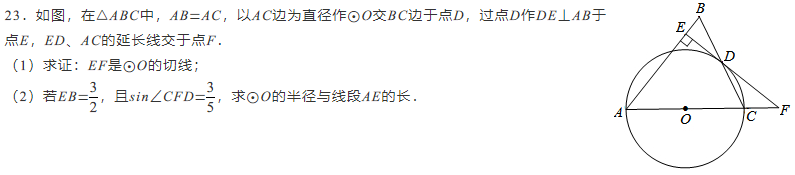 23．如图，在△ABC中，AB=AC，以AC边为直径作⊙O交BC边于点D，过点D作DE⊥AB于
点E，ED、AC的延长线交于点F．
（1）求证：EF是⊙O的切线；
（2）若EB=3/2，且sin∠CFD=3/5，求⊙O的半径与线段AE的长．
B
E
D
A
O
C
F